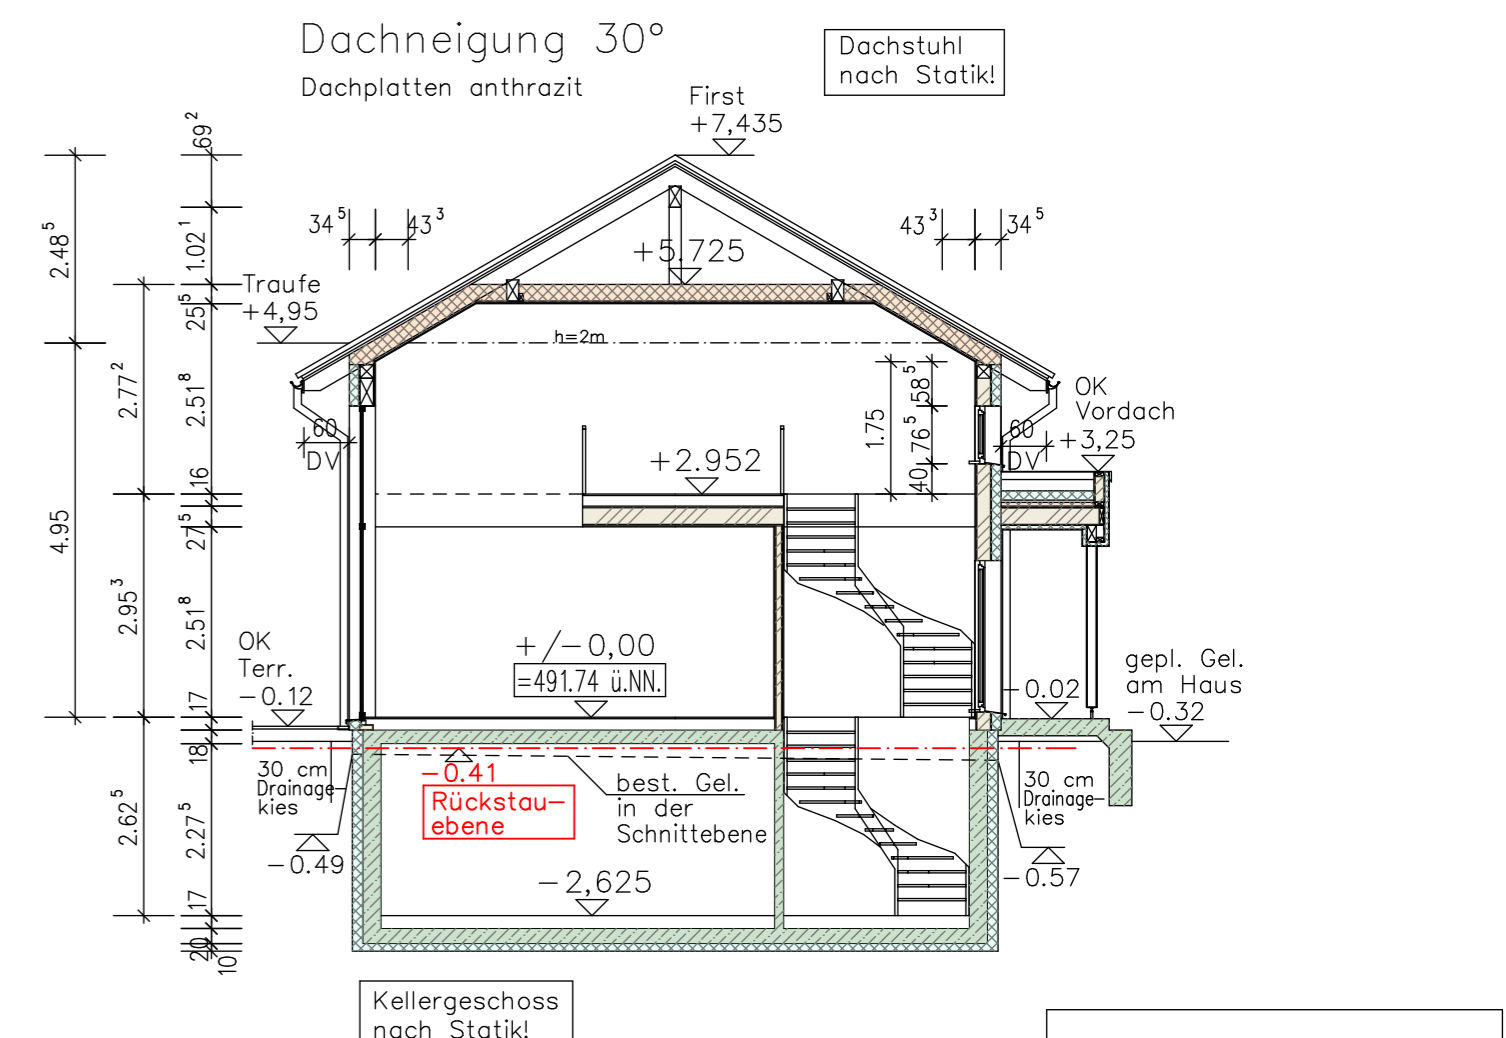 Dachneigung 30°
Dachplatten anthrazit
Dachstuhl
nach Statik!
First
+7,435
69²
2.48⁵
1.02¹
34⁵
43³
43³
34⁵
+5.725
Traufe
+4,95
25⁵
h=2m
2.77²
2.51⁸
1.75
58⁵
76⁵
40
OK
Vordach
+3,25
60
DV
60
DV
+2.952
16
27⁵
4.95
2.95³
2.51⁸
17
OK
Terr.
-0.12
+/-0,00
=491.74 ü.NN.
-0.02
gepl. Gel.
am Haus
-0.32
18
30 cm
Drainage-
kies
-0.41
Rückstau-
ebene
best. Gel.
in der
Schnittebene
30 cm
Drainage-
kies
2.62⁵
2.27⁵
-0.49
-0.57
-2,625
17
20
10
Kellergeschoss
nach Statik!